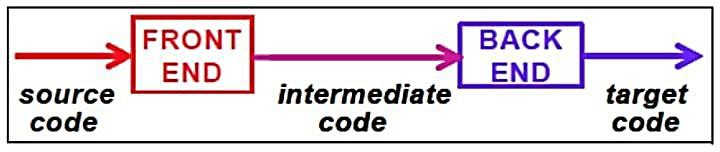 FRONT
END
BACK
END
source
code
intermediate
code
target
code